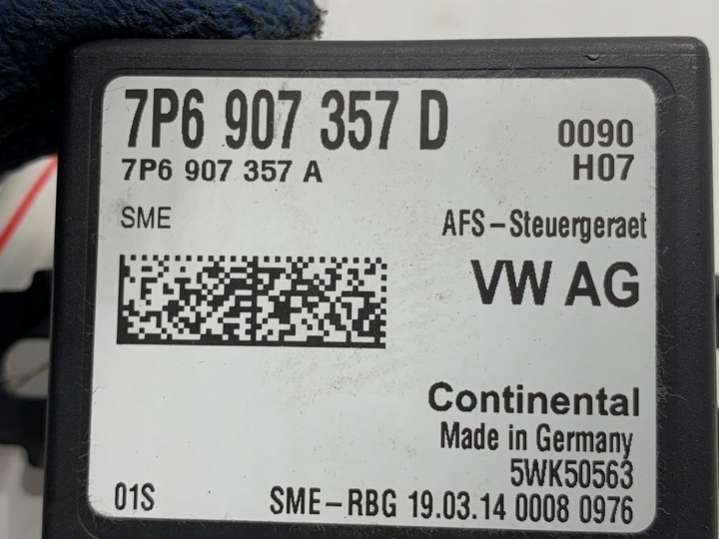 7P6 907 357 D
0090
7P6 907 357 A
H07
SME
AFS-Steuergeraet
VW AG
Continental
Made in Germany
5WK50563
01S
SME-RBG 19.03.14 0008 0976